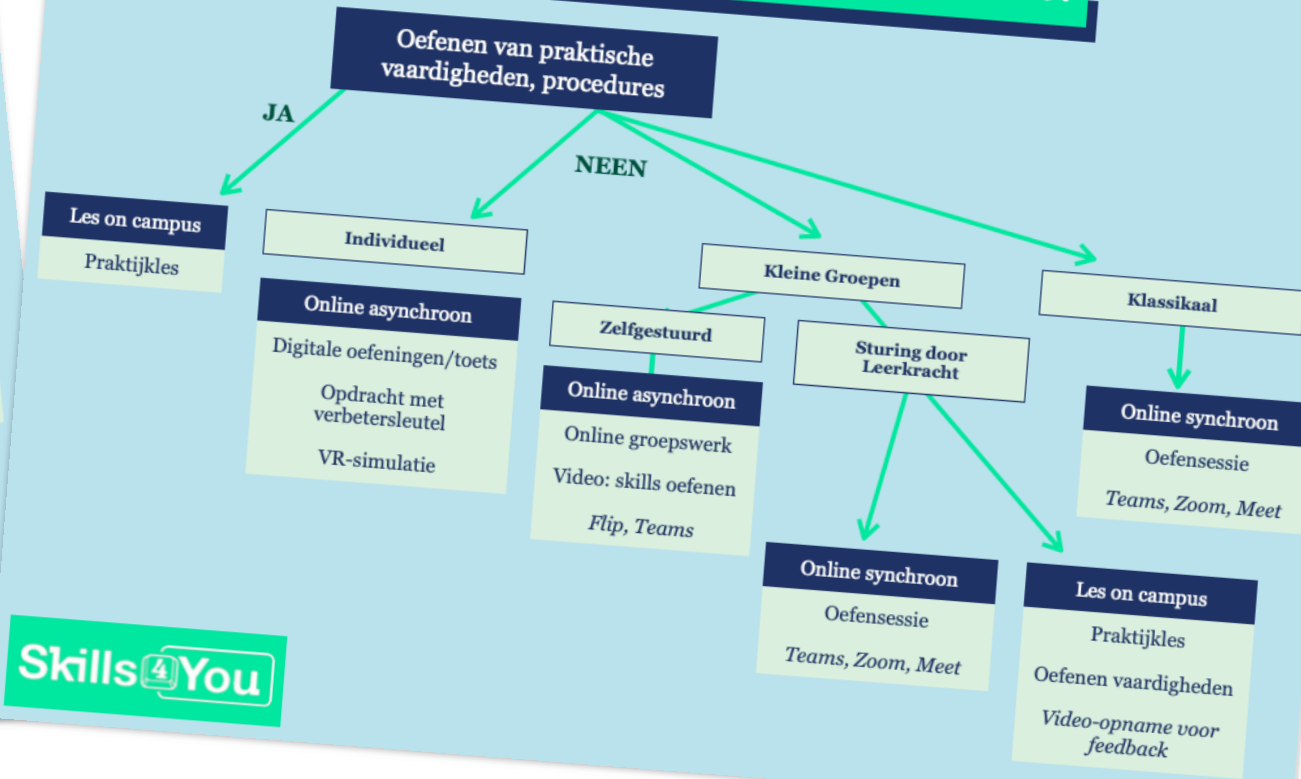 Oefenen van praktische
vaardigheden, procedures
JA
NEEN
Les on campus
Praktijkles
Individueel
Online asynchroon
Digitale oefeningen/toets
Opdracht met
verbetersleutel
VR-simulatie
Kleine Groepen
Zelfgestuurd
Online asynchroon
Online groepswerk
Video: skills oefenen
Flip, Teams
Sturing door
Leerkracht
Online synchroon
Oefensessie
Teams, Zoom, Meet
Les on campus
Praktijkles
Oefenen vaardigheden
Video-opname voor
feedback
Klassikaal
Online synchroon
Oefensessie
Teams, Zoom, Meet
Skills4You